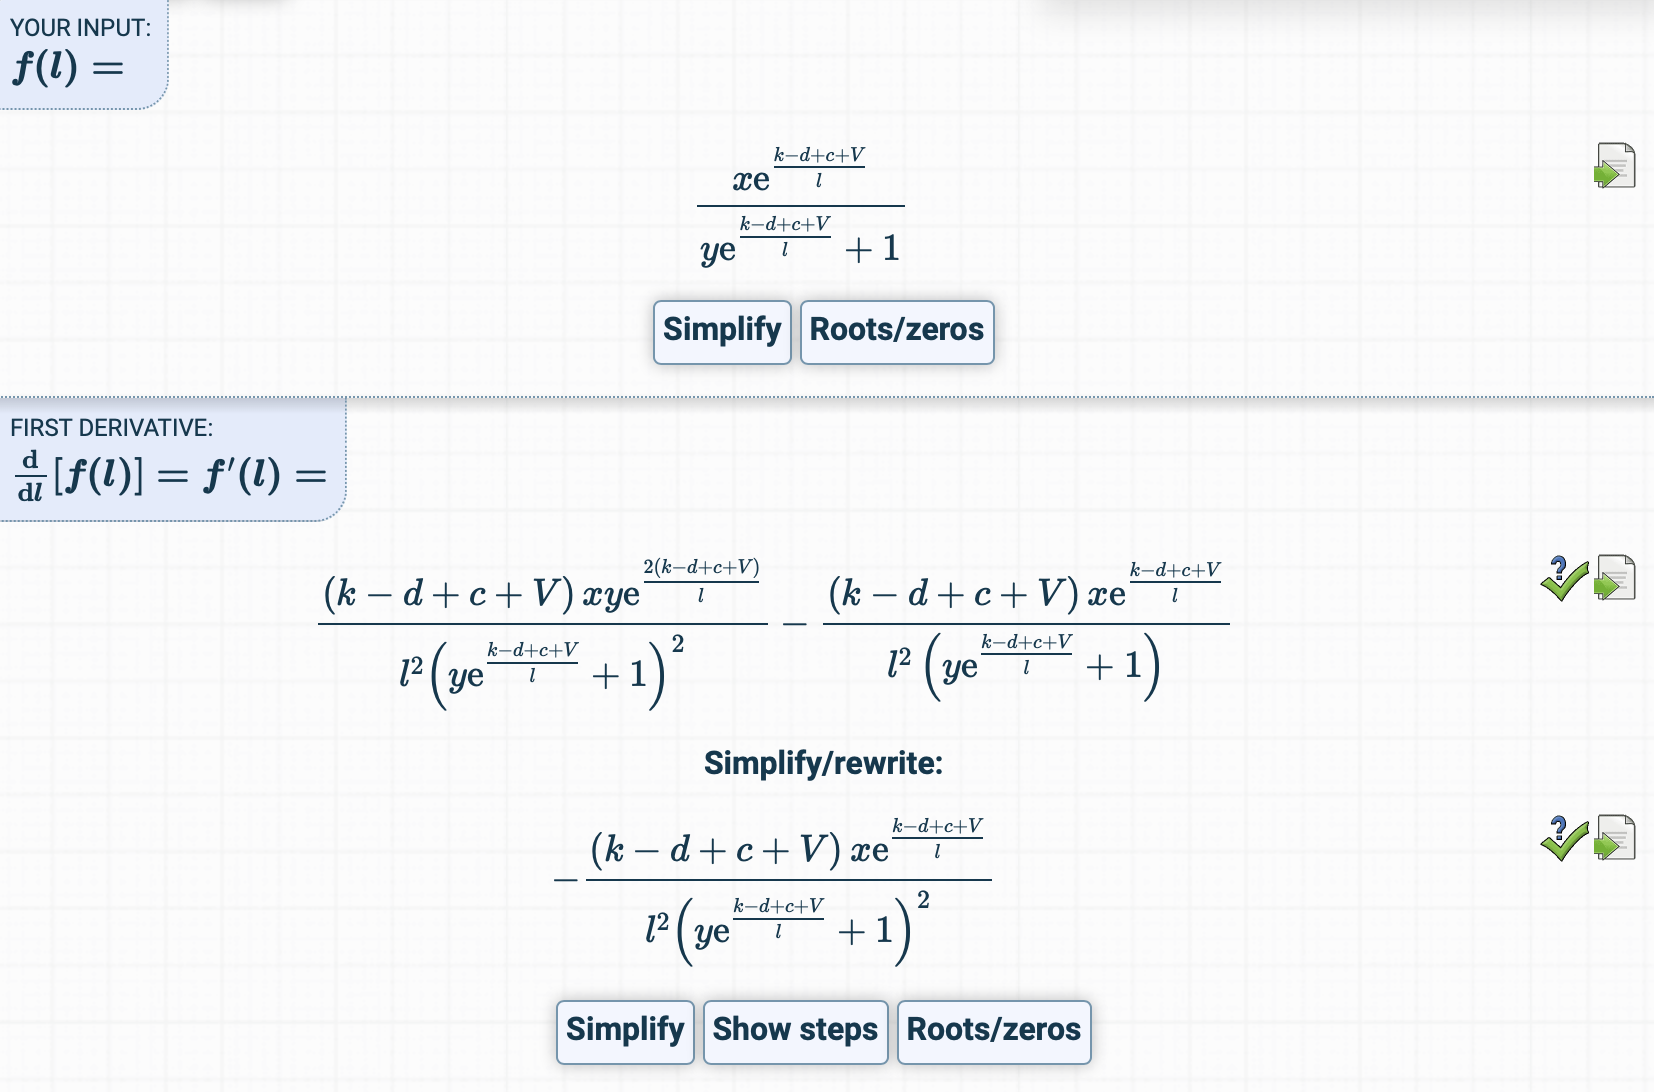 YOUR INPUT:
f(l) =
\frac{xe^{\frac{k-d+c+V}{l}}}{ye^{\frac{k-d+c+V}{l}}+1}
Simplify Roots/zeros
FIRST DERIVATIVE:
\frac{d}{dl}[f(l)] = f'(l) =
\frac{(k-d+c+V)xye^{\frac{2(k-d+c+V)}{l}}}{l^2\left(ye^{\frac{k-d+c+V}{l}}+1\right)^2} - \frac{(k-d+c+V)xe^{\frac{k-d+c+V}{l}}}{l^2\left(ye^{\frac{k-d+c+V}{l}}+1\right)}
Simplify/rewrite:
-\frac{(k-d+c+V)xe^{\frac{k-d+c+V}{l}}}{l^2\left(ye^{\frac{k-d+c+V}{l}}+1\right)^2}
Simplify Show steps Roots/zeros